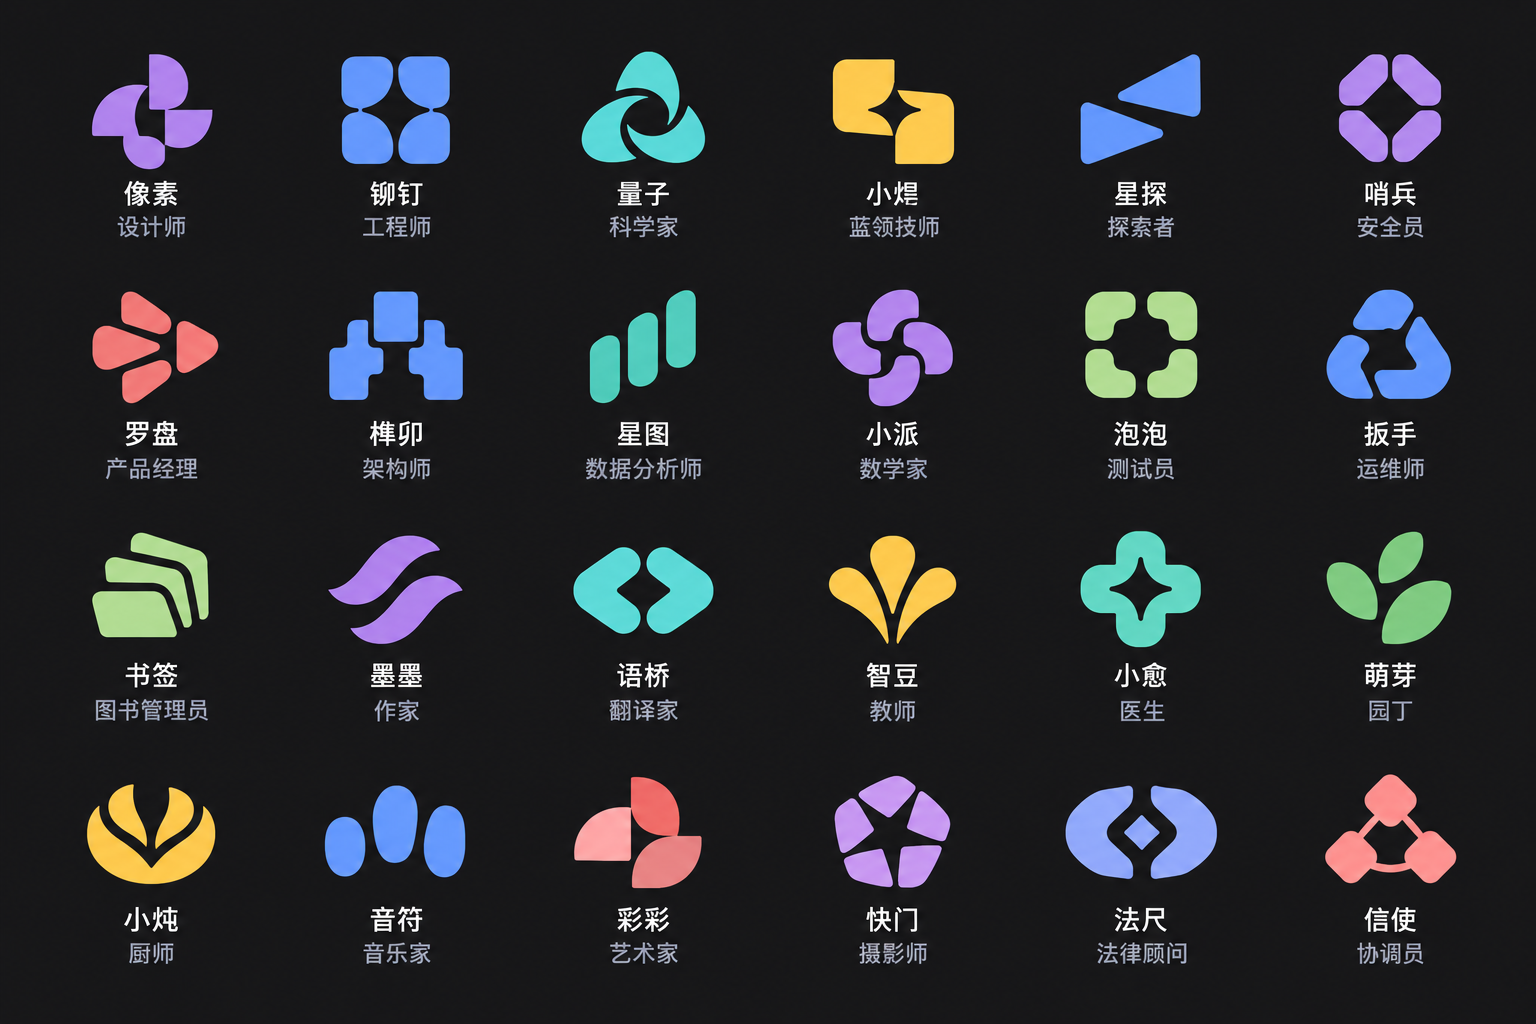 像素
设计师
铆钉
工程师
量子
科学家
小焊
蓝领技师
星探
探索者
哨兵
安全员
罗盘
产品经理
榫卯
架构师
星图
数据分析师
小派
数学家
泡泡
测试员
扳手
运维师
书签
图书管理员
墨墨
作家
语桥
翻译家
智豆
教师
小愈
医生
萌芽
园丁
小炖
厨师
音符
音乐家
彩彩
艺术家
快门
摄影师
法尺
法律顾问
信使
协调员